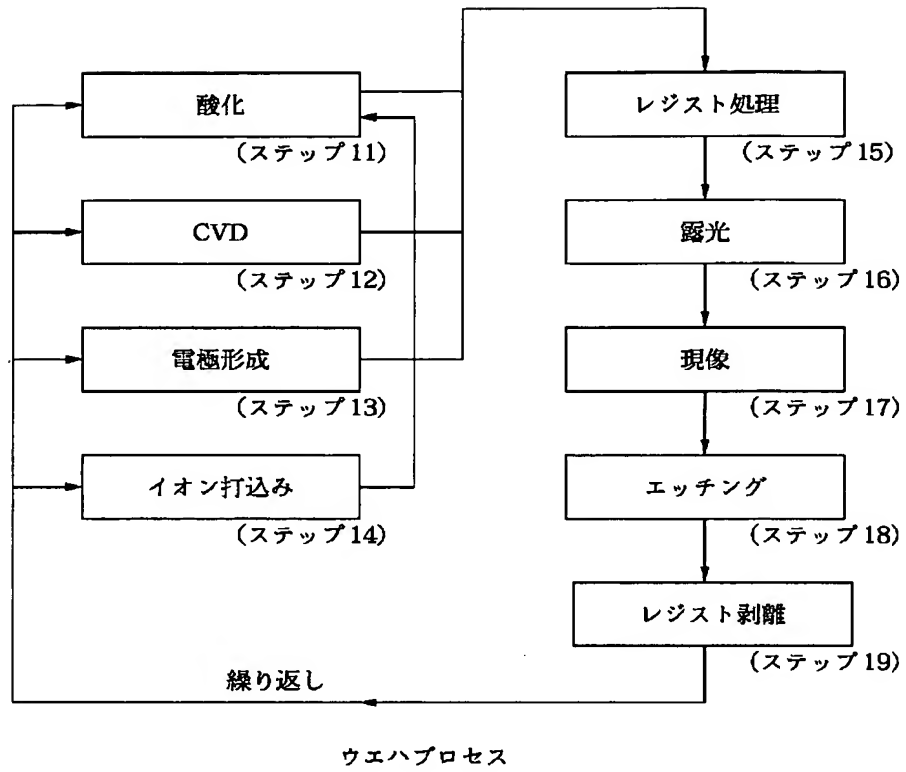 酸化
(ステップ11)
CVD
(ステップ12)
電極形成
(ステップ13)
イオン打込み
(ステップ14)
レジスト処理
(ステップ15)
露光
(ステップ16)
現像
(ステップ17)
エッチング
(ステップ18)
レジスト剥離
(ステップ19)
繰り返し
ウエハプロセス